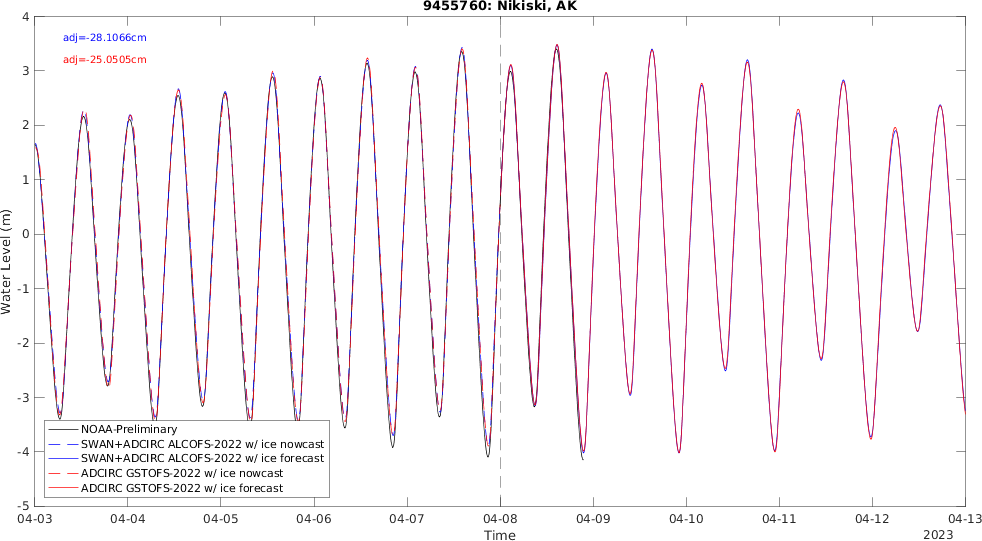 9455760: Nikiski, AK
adj=-28.1066cm
adj=-25.0505cm
Water Level (m)
4
3
2
1
0
-1
-2
-3
-4
-5
NOAA-Preliminary
SWAN+ADCIRC ALCOFS-2022 w/ ice nowcast
SWAN+ADCIRC ALCOFS-2022 w/ ice forecast
ADCIRC GSTOFS-2022 w/ ice nowcast
ADCIRC GSTOFS-2022 w/ ice forecast
04-03 04-04 04-05 04-06 04-07 04-08 04-09 04-10 04-11 04-12 04-13
Time
2023